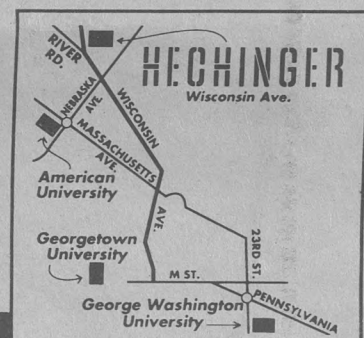 HECHINGER
Wisconsin Ave.
RIVER
RD.
NEBRASKA
AVE.
WISCONSIN
AVE.
MASSACHUSETTS
AVE.
American
University
Georgetown
University
23RD ST.
M ST.
George Washington
University
PENNSYLVANIA